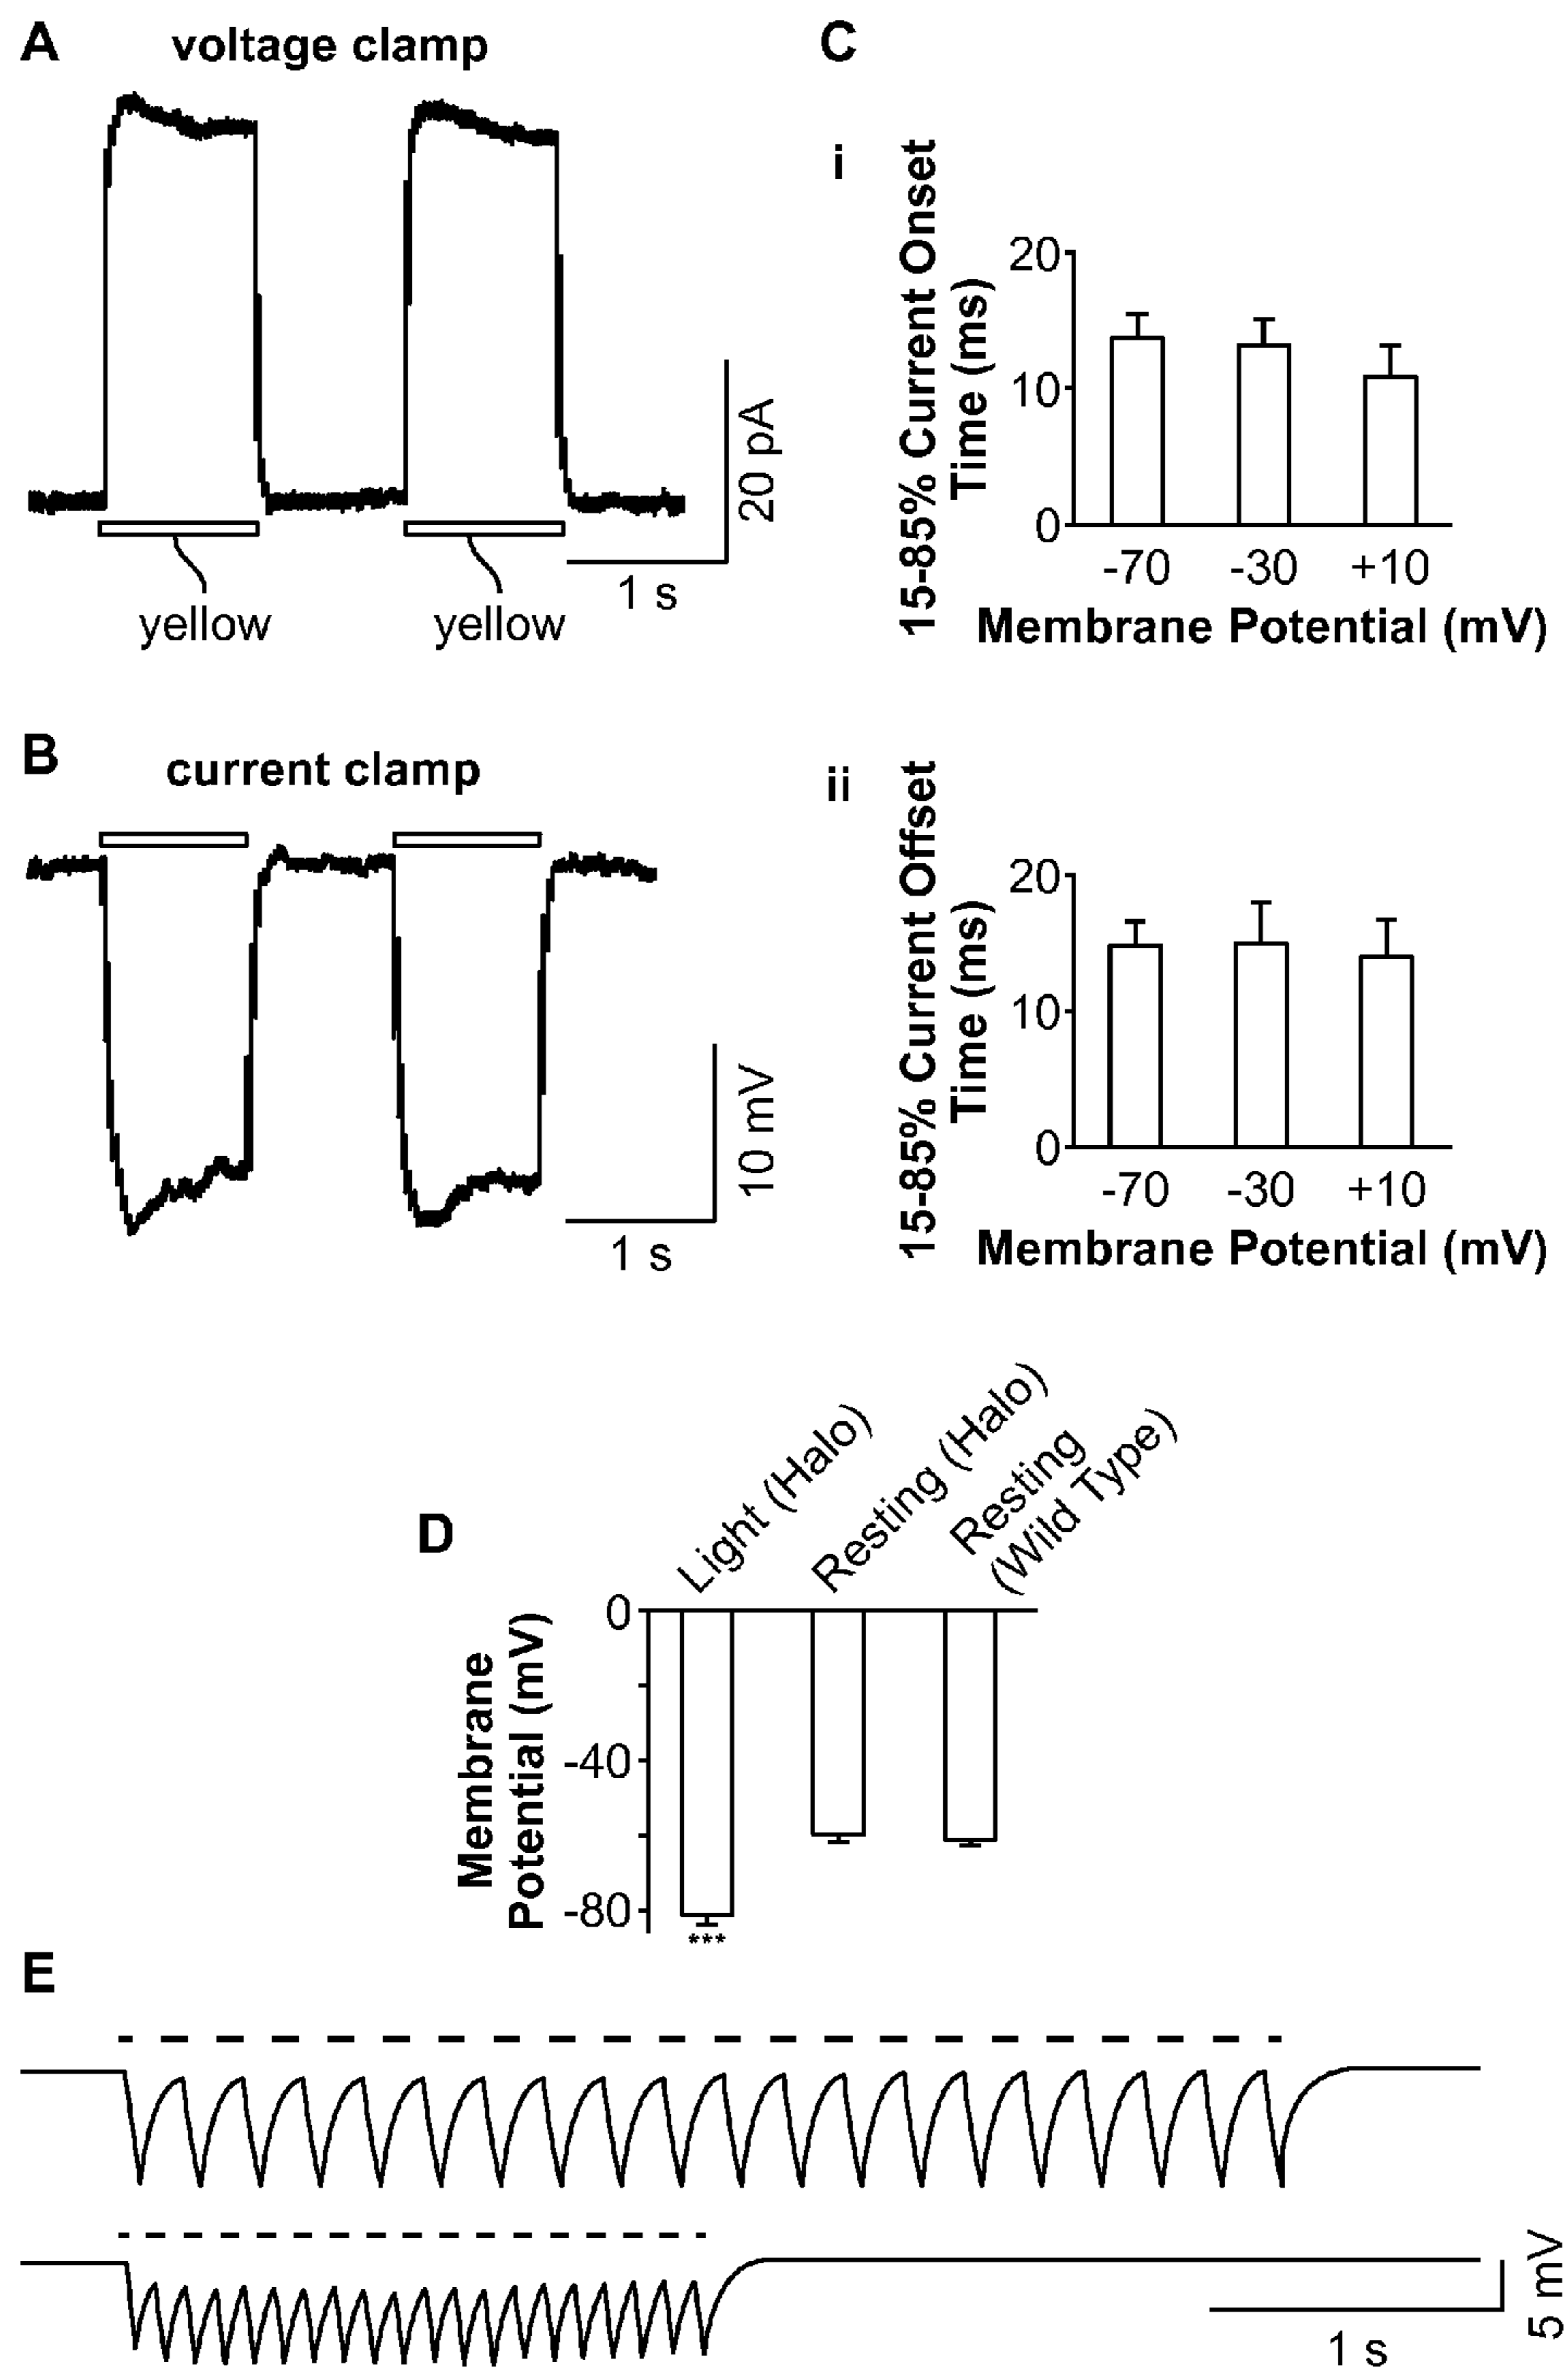 A
voltage clamp
yellow
yellow
20 pA
1 s
B
current clamp
10 mV
1 s
C
i
15-85% Current Onset
Time (ms)
20
10
0
-70 -30 +10
Membrane Potential (mV)
ii
15-85% Current Offset
Time (ms)
20
10
0
-70 -30 +10
Membrane Potential (mV)
D
Light (Halo)
Resting (Halo)
Resting
(Wild Type)
Membrane
Potential (mV)
0
-40
-80
***
E
5 mV
1 s